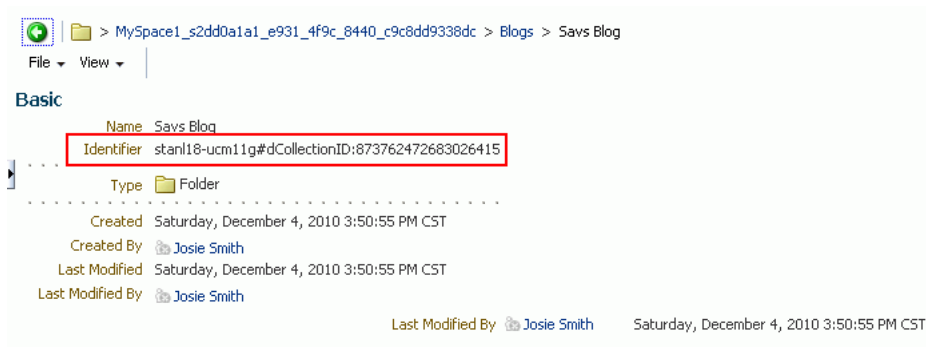 > MySpace1_s2dd0a1a1_e931_4f9c_8440_c9c8dd9338dc > Blogs > Savs Blog
File View
Basic
Name Savs Blog
Identifier stanl18-ucm11g#dCollectionID:873762472683026415
Type Folder
Created Saturday, December 4, 2010 3:50:55 PM CST
Created By Josie Smith
Last Modified Saturday, December 4, 2010 3:50:55 PM CST
Last Modified By Josie Smith
Last Modified By Josie Smith Saturday, December 4, 2010 3:50:55 PM CST